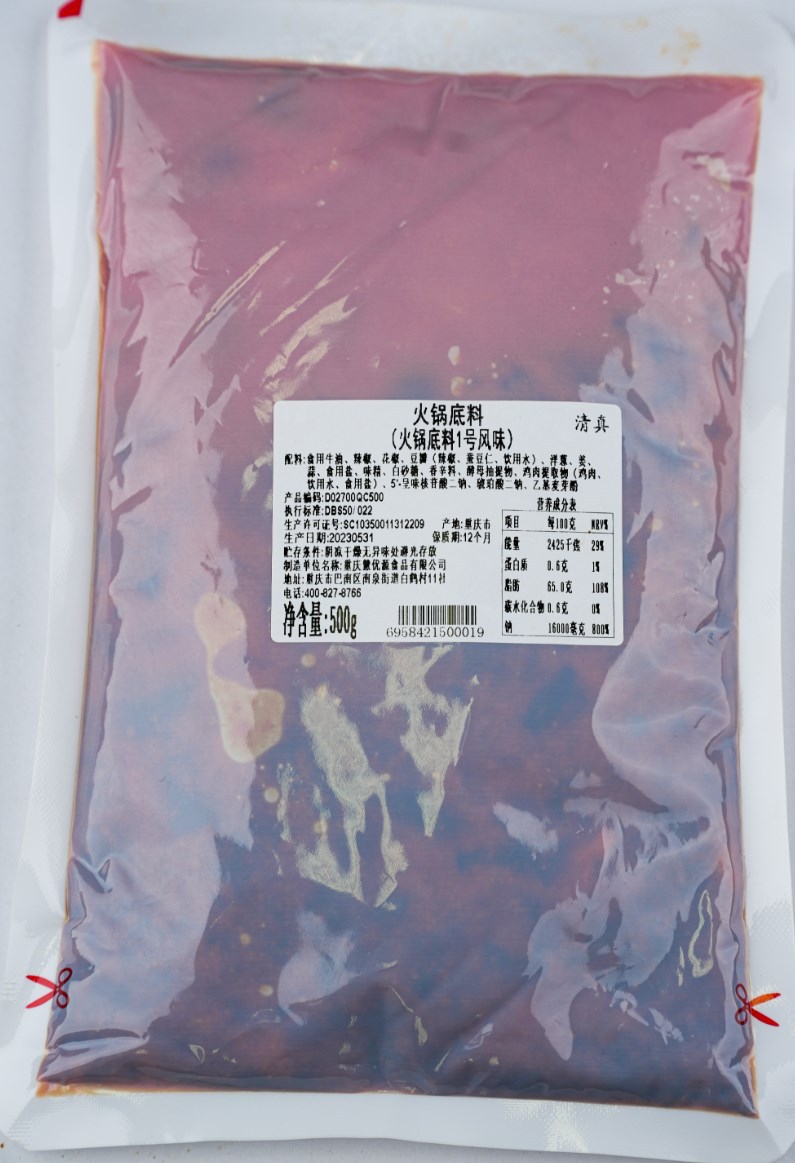 火锅底料
（火锅底料1号风味）
清真
配料:食用牛油、辣椒、花椒、豆瓣（辣椒、蚕豆仁、饮用水）、洋葱、姜、
蒜、食用盐、味精、白砂糖、香辛料、酵母抽提物、鸡肉提取物（鸡肉、
饮用水、食用盐）、5'-呈味核苷酸二钠、琥珀酸二钠、乙基麦芽酚
产品编码:D02700QC500
执行标准:DBS50/ 022
生产许可证号:SC10350011312209 产地:重庆市
生产日期:20230531 保质期:12个月
贮存条件:阴凉干燥无异味处避光存放
制造单位名称:重庆懒优源食品有限公司
地址:重庆市巴南区南泉街道白鹤村11社
电话:400-827-8766
净含量:500g
6958421500019
营养成分表
项目 每100克 NRV%
能量 2425千焦 29%
蛋白质 0.6克 1%
脂肪 65.0克 108%
碳水化合物 0.6克 0%
钠 16000毫克 800%